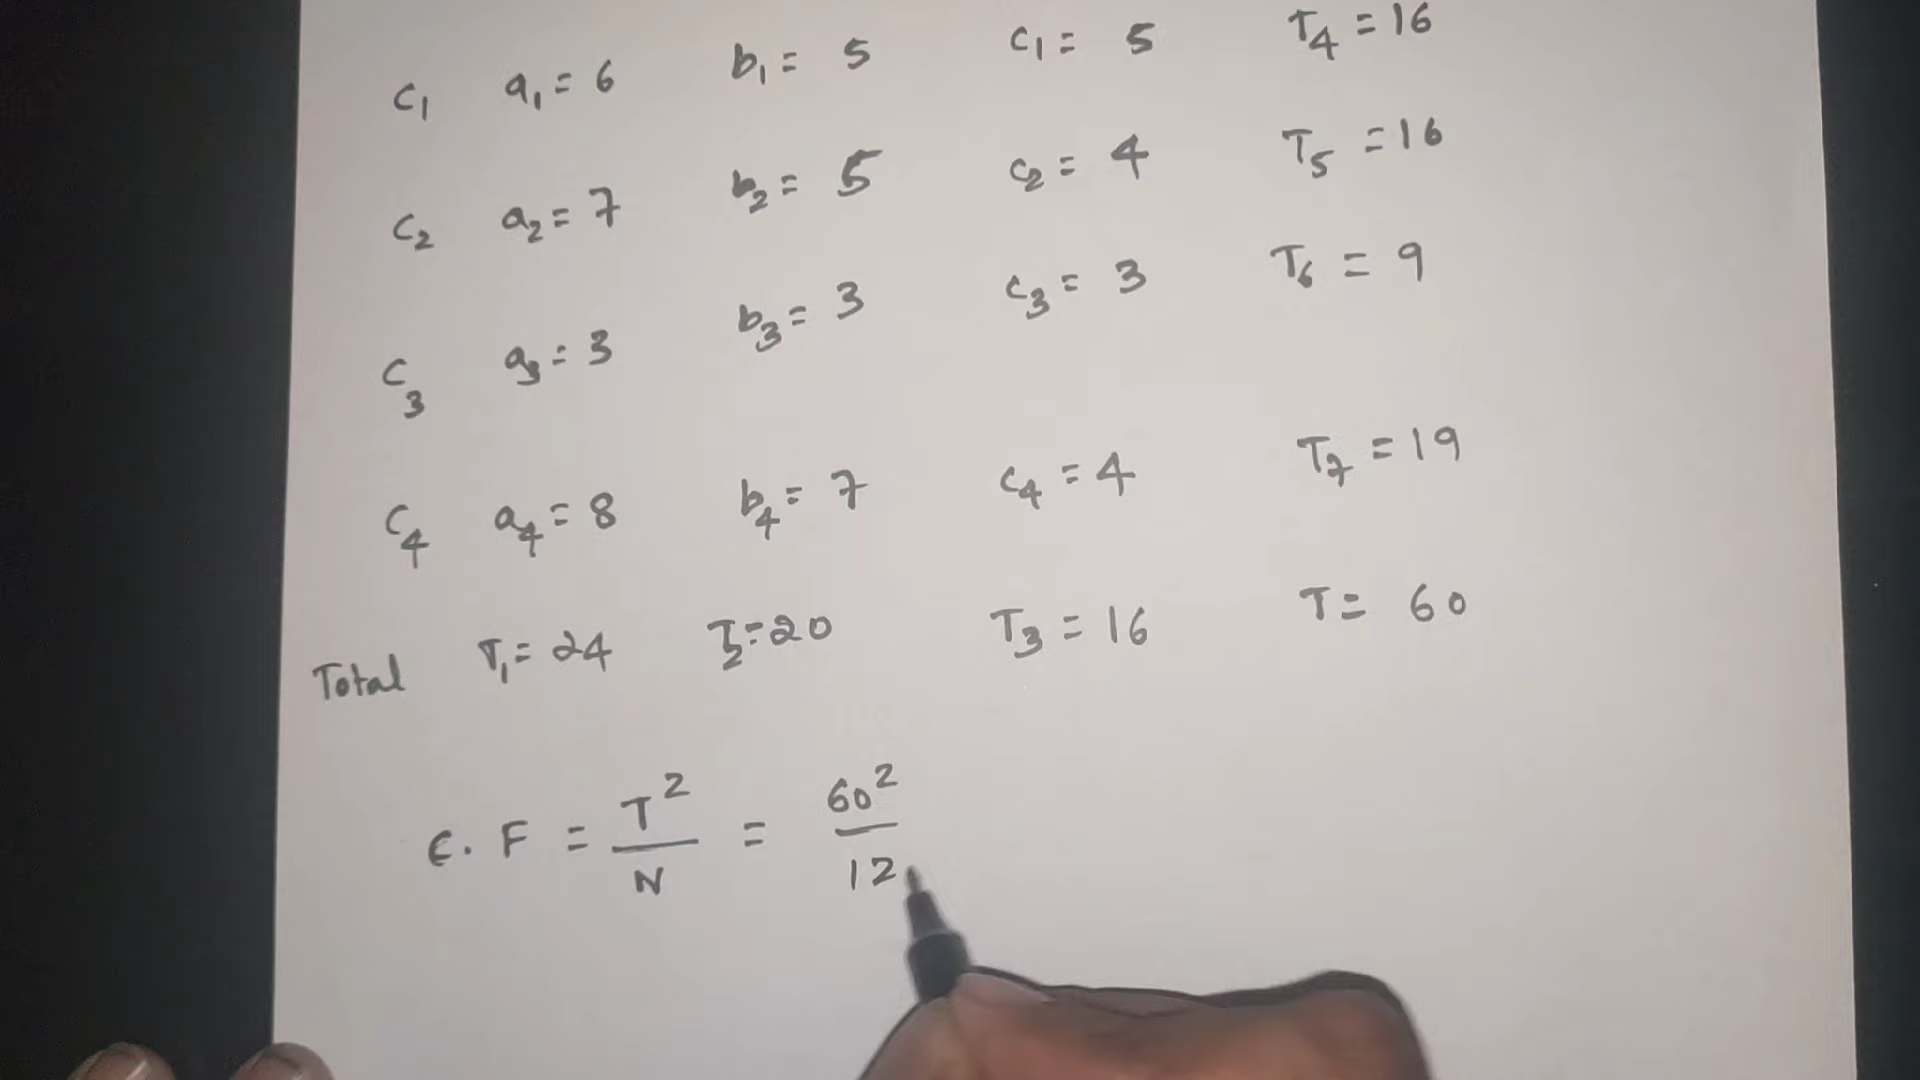 C₁ a₁ = 6 b₁ = 5 C₁ = 5 T₄ = 16
C₂ a₂ = 7 b₂ = 5 C₂ = 4 T₅ = 16
C₃ a₃ = 3 b₃ = 3 C₃ = 3 T₆ = 9
C₄ a₄ = 8 b₄ = 7 C₄ = 4 T₇ = 19
Total T₁ = 24 T₂ = 20 T₃ = 16 T = 60
C. F = T²/N = 60²/12